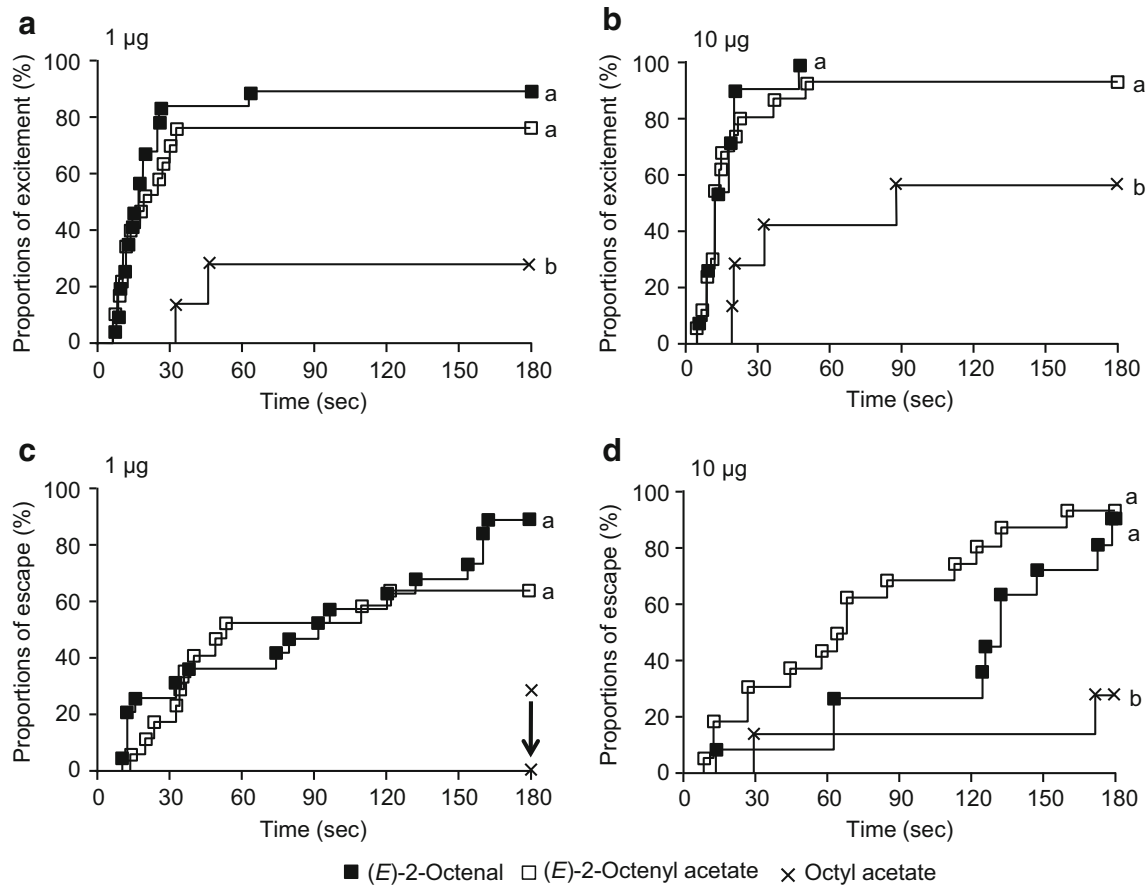 a
1 µg
Proportions of excitement (%)
100
80
60
40
20
0
a
a
b
0 30 60 90 120 150 180
Time (sec)
b
10 µg
Proportions of excitement (%)
100
80
60
40
20
0
a
a
b
0 30 60 90 120 150 180
Time (sec)
c
1 µg
Proportions of escape (%)
100
80
60
40
20
0
a
a
0 30 60 90 120 150 180
Time (sec)
d
10 µg
Proportions of escape (%)
100
80
60
40
20
0
a
a
b
0 30 60 90 120 150 180
Time (sec)
(E)-2-Octenal (E)-2-Octenyl acetate Octyl acetate